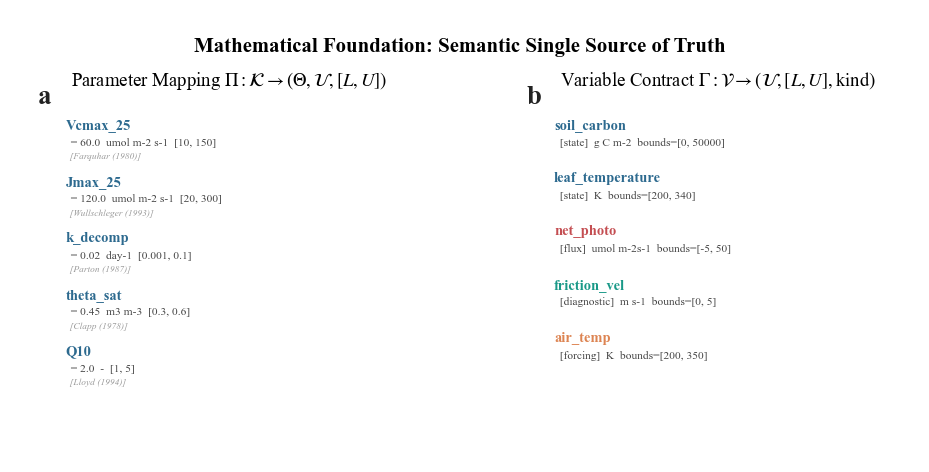 Mathematical Foundation: Semantic Single Source of Truth
a
Parameter Mapping Π : 𝒦 → (Θ, 𝒰, [L, U])
Vcmax_25
= 60.0 umol m-2 s-1 [10, 150]
[Farquhar (1980)]
Jmax_25
= 120.0 umol m-2 s-1 [20, 300]
[Wullschleger (1993)]
k_decomp
= 0.02 day-1 [0.001, 0.1]
[Parton (1987)]
theta_sat
= 0.45 m3 m-3 [0.3, 0.6]
[Clapp (1978)]
Q10
= 2.0 - [1, 5]
[Lloyd (1994)]
b
Variable Contract Γ : 𝒱 → (𝒰, [L, U], kind)
soil_carbon
[state] g C m-2 bounds=[0, 50000]
leaf_temperature
[state] K bounds=[200, 340]
net_photo
[flux] umol m-2s-1 bounds=[-5, 50]
friction_vel
[diagnostic] m s-1 bounds=[0, 5]
air_temp
[forcing] K bounds=[200, 350]